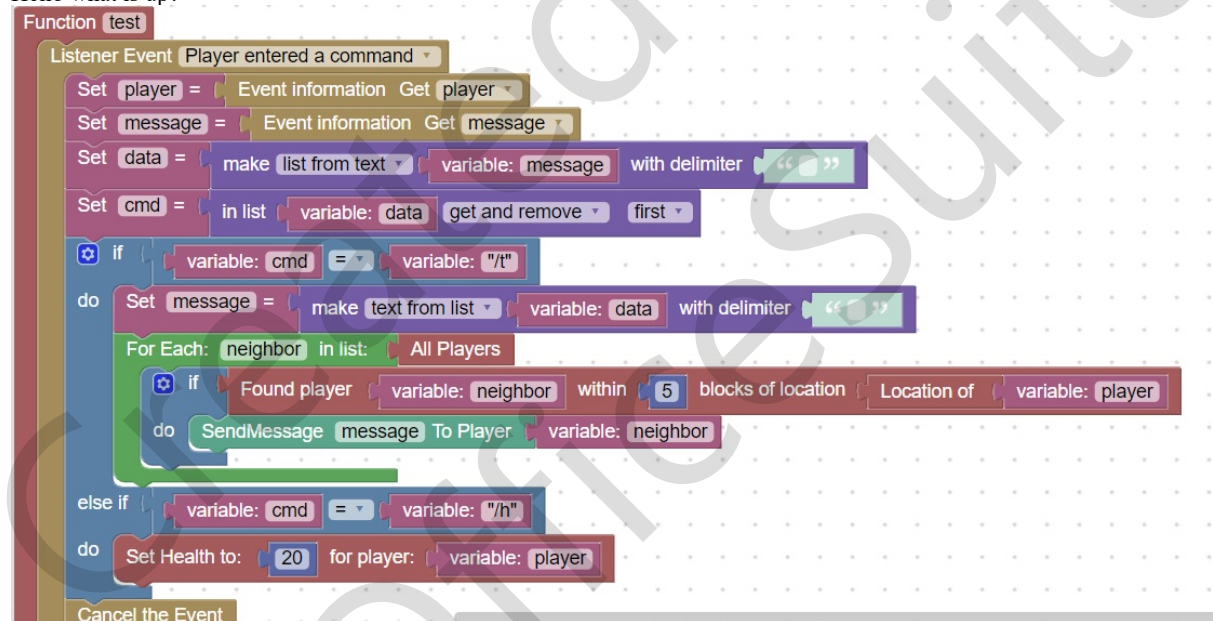 Function test
Listener Event Player entered a command
Set player = Event information Get player
Set message = Event information Get message
Set data = make list from text variable: message with delimiter “ ”
Set cmd = in list variable: data get and remove first
if variable: cmd = variable: "/t"
do Set message = make text from list variable: data with delimiter “ ”
For Each: neighbor in list: All Players
if Found player variable: neighbor within 5 blocks of location Location of variable: player
do SendMessage message To Player variable: neighbor
else if variable: cmd = variable: "/h"
do Set Health to: 20 for player: variable: player
Cancel the Event
Created
OfficeSuite